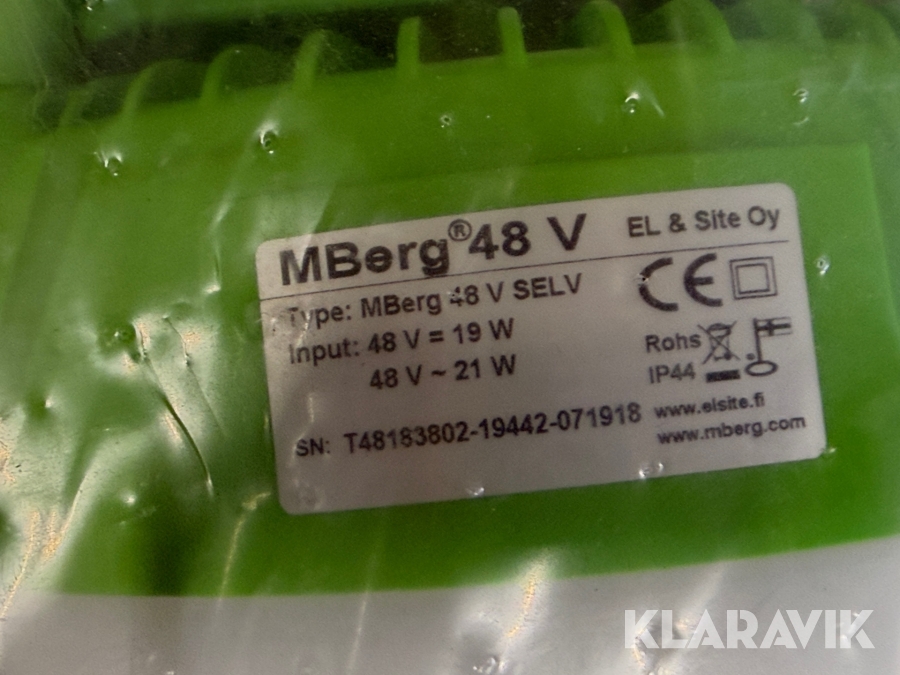 MBerg® 48 V
EL & Site Oy
Type: MBerg 48 V SELV
Input: 48 V = 19 W
48 V ~ 21 W
SN: T48183802-19442-071918
CE
Rohs
IP44
www.elsite.fi
www.mberg.com
KLARAVIK